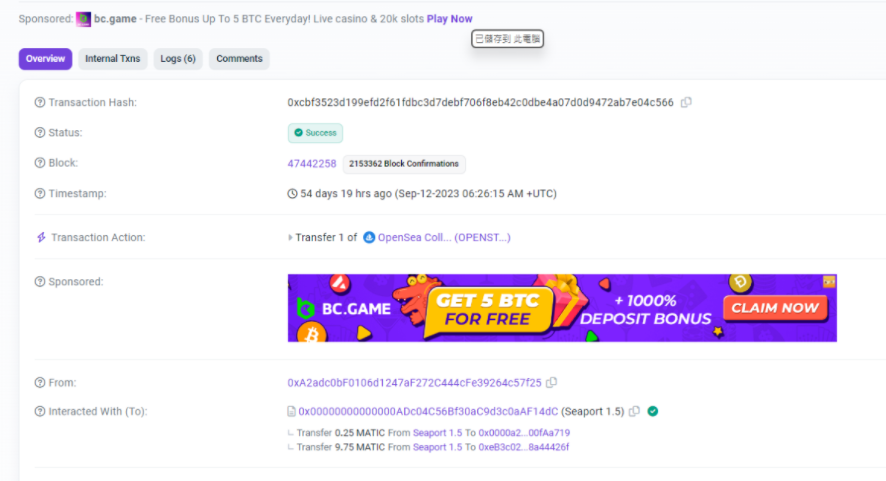 Sponsored: bc.game - Free Bonus Up To 5 BTC Everyday! Live casino & 20k slots Play Now
已儲存到 此電腦
Overview Internal Txns Logs (6) Comments
Transaction Hash: 0xcbf3523d199efd2f61fdbc3d7debf706f8eb42c0dbe4a07d0d9472ab7e04c566
Status: Success
Block: 47442258 2153362 Block Confirmations
Timestamp: 54 days 19 hrs ago (Sep-12-2023 06:26:15 AM +UTC)
Transaction Action: Transfer 1 of OpenSea Coll... (OPENST...)
Sponsored:
BC.GAME GET 5 BTC FOR FREE + 1000% DEPOSIT BONUS CLAIM NOW
From: 0xA2adc0bF0106d1247aF272C444cFe39264c57f25
Interacted With (To): 0x00000000000000ADc04C56Bf30aC9d3c0aAF14dC (Seaport 1.5)
Transfer 0.25 MATIC From Seaport 1.5 To 0x0000a2...00fAa719
Transfer 9.75 MATIC From Seaport 1.5 To 0xeB3c02...8a44426f